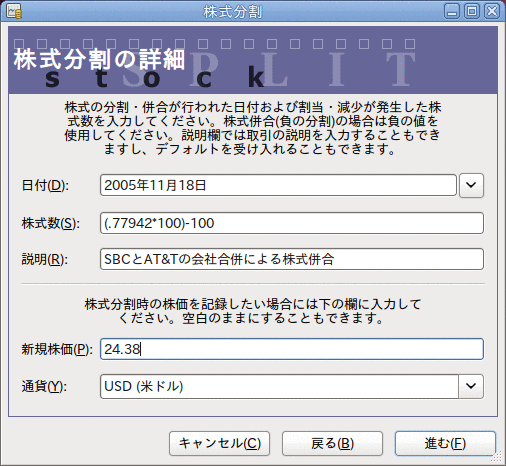 株式分割
株式分割の詳細
S P L I T
s t o c k
株式の分割・併合が行われた日付および割当・減少が発生した株
式数を入力してください。株式併合(負の分割)の場合は負の値を
使用してください。説明欄では取引の説明を入力することもでき
ますし、デフォルトを受け入れることもできます。
日付(D): 2005年11月18日
株式数(S): (.77942*100)-100
説明(R): SBCとAT&Tの会社合併による株式併合
株式分割時の株価を記録したい場合には下の欄に入力して
ください。空白のままにすることもできます。
新規株価(P): 24.38
通貨(Y): USD (米ドル)
キャンセル(C) 戻る(B) 進む(F)